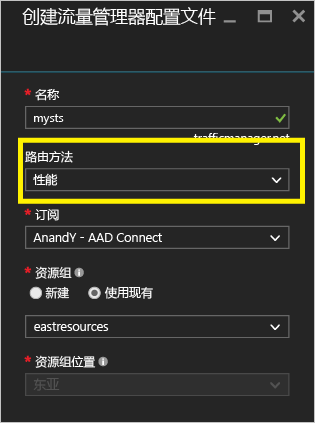 创建流量管理器配置文件
* 名称
mysts
.trafficmanager.net
路由方法
性能
* 订阅
AnandY - AAD Connect
* 资源组
新建 使用现有
eastresources
* 资源组位置
东亚